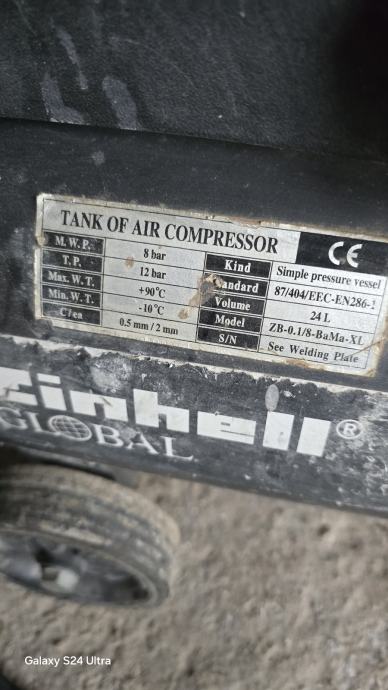 TANK OF AIR COMPRESSOR
CE
M. W. P. 8 bar Kind Simple pressure vessel
T. P. 12 bar Standard 87/404/EEC-EN286-1
Max. W. T. +90°C Volume 24 L
Min. W. T. -10°C Model ZB-0.1/8-BaMa-XL
C/ea 0.5 mm / 2 mm S/N See Welding Plate
einhell®
GLOBAL
Galaxy S24 Ultra